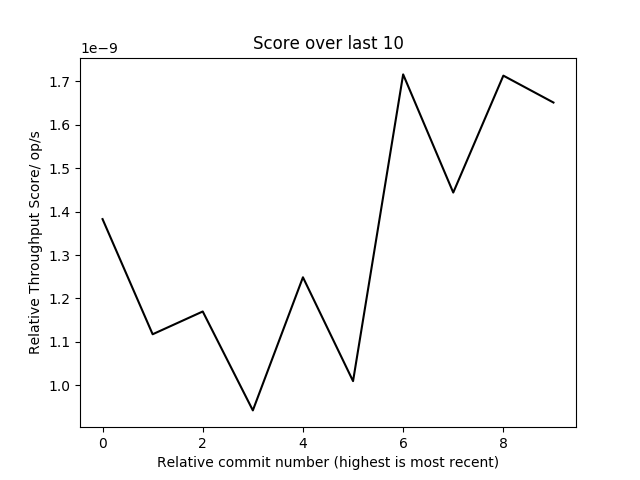 Score over last 10
1e−9
1.7
1.6
1.5
1.4
1.3
1.2
1.1
1.0
Relative Throughput Score/ op/s
0 2 4 6 8
Relative commit number (highest is most recent)